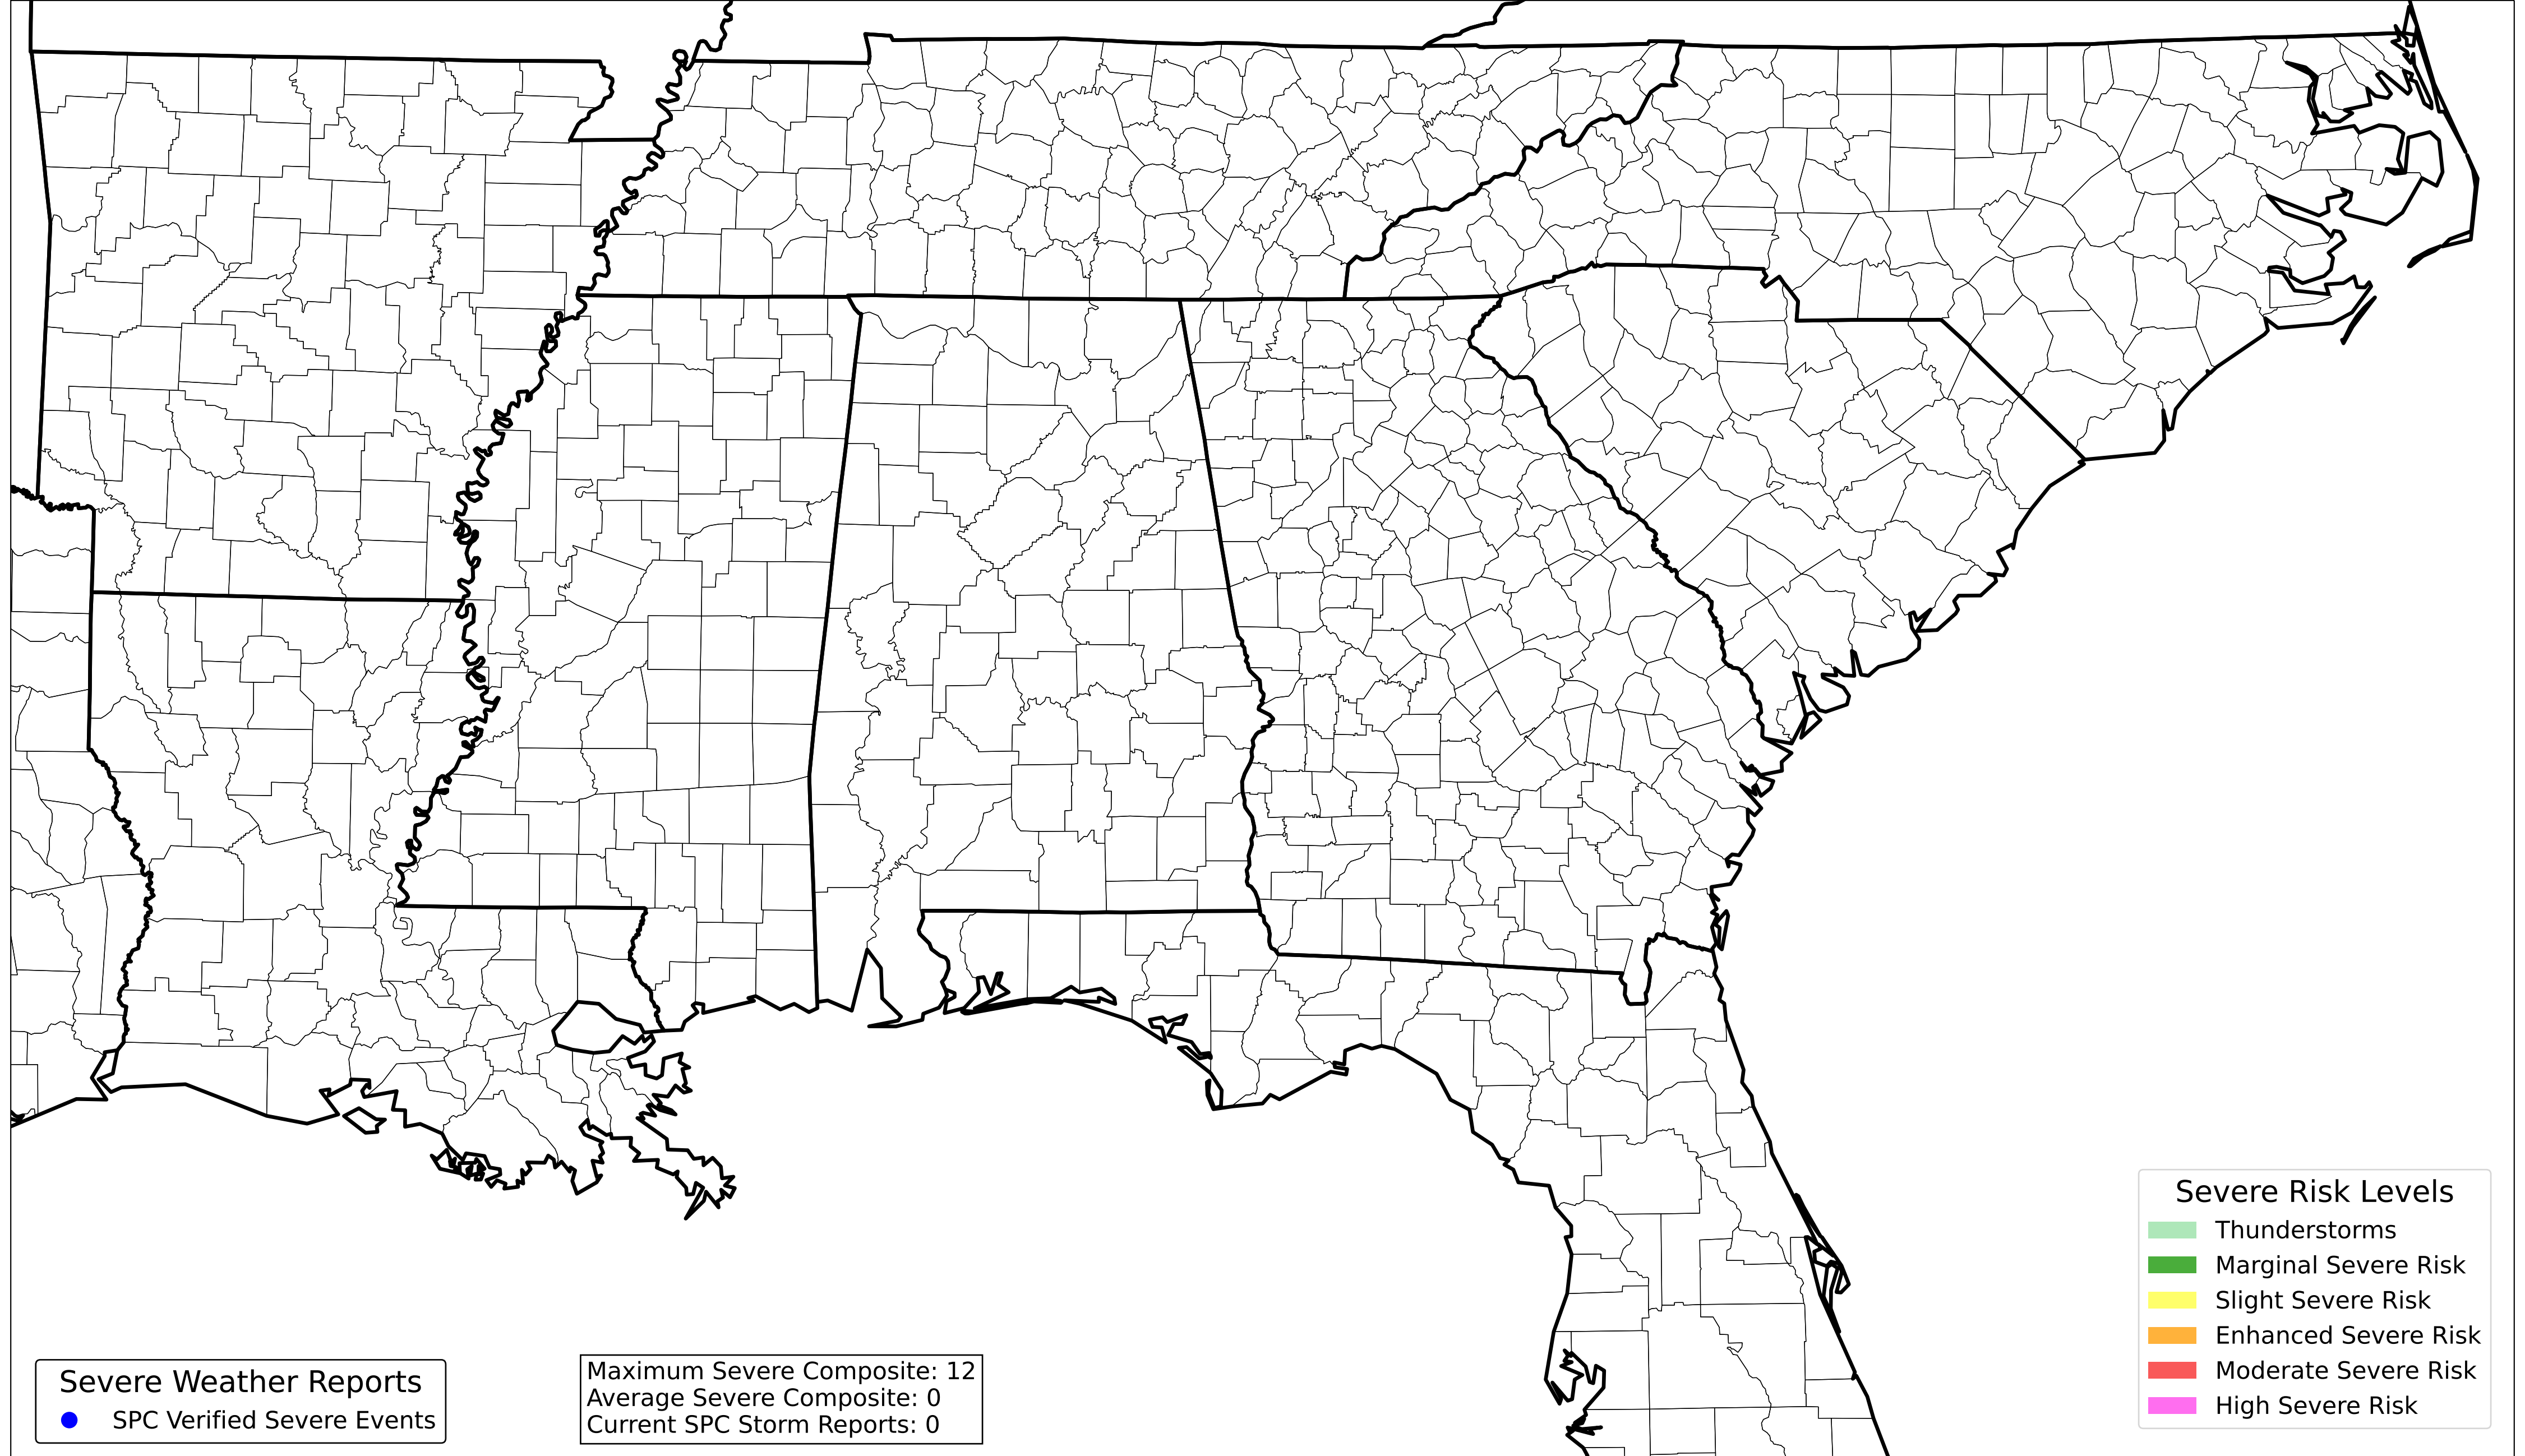 Severe Weather Reports
SPC Verified Severe Events
Maximum Severe Composite: 12
Average Severe Composite: 0
Current SPC Storm Reports: 0
Severe Risk Levels
Thunderstorms
Marginal Severe Risk
Slight Severe Risk
Enhanced Severe Risk
Moderate Severe Risk
High Severe Risk